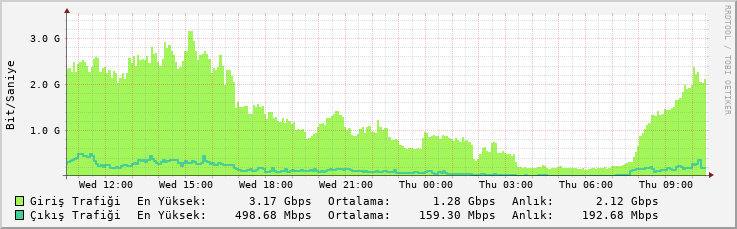 3.0 G
2.0 G
1.0 G
Bit/Saniye
RRDTOOL / TOBI OETIKER
Wed 12:00 Wed 15:00 Wed 18:00 Wed 21:00 Thu 00:00 Thu 03:00 Thu 06:00 Thu 09:00
Giriş Trafiği En Yüksek: 3.17 Gbps Ortalama: 1.28 Gbps Anlık: 2.12 Gbps
Çıkış Trafiği En Yüksek: 498.68 Mbps Ortalama: 159.30 Mbps Anlık: 192.68 Mbps